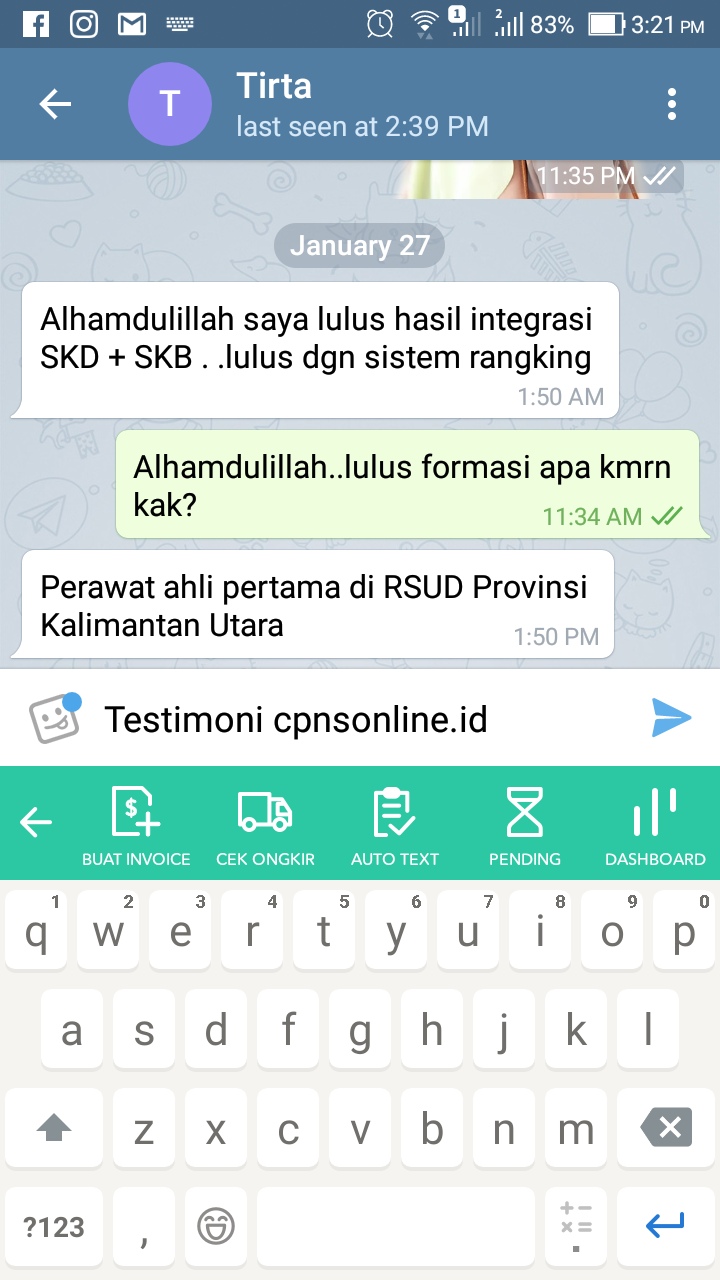 1 2 83% 3:21 PM
T
Tirta
last seen at 2:39 PM
11:35 PM
January 27
Alhamdulillah saya lulus hasil integrasi
SKD + SKB . .lulus dgn sistem rangking
1:50 AM
Alhamdulillah..lulus formasi apa kmrn
kak?
11:34 AM
Perawat ahli pertama di RSUD Provinsi
Kalimantan Utara
1:50 PM
Testimoni cpnsonline.id
BUAT INVOICE CEK ONGKIR AUTO TEXT PENDING DASHBOARD
1 2 3 4 5 6 7 8 9 0
q w e r t y u i o p
a s d f g h j k l
z x c v b n m
?123 , + − × = .